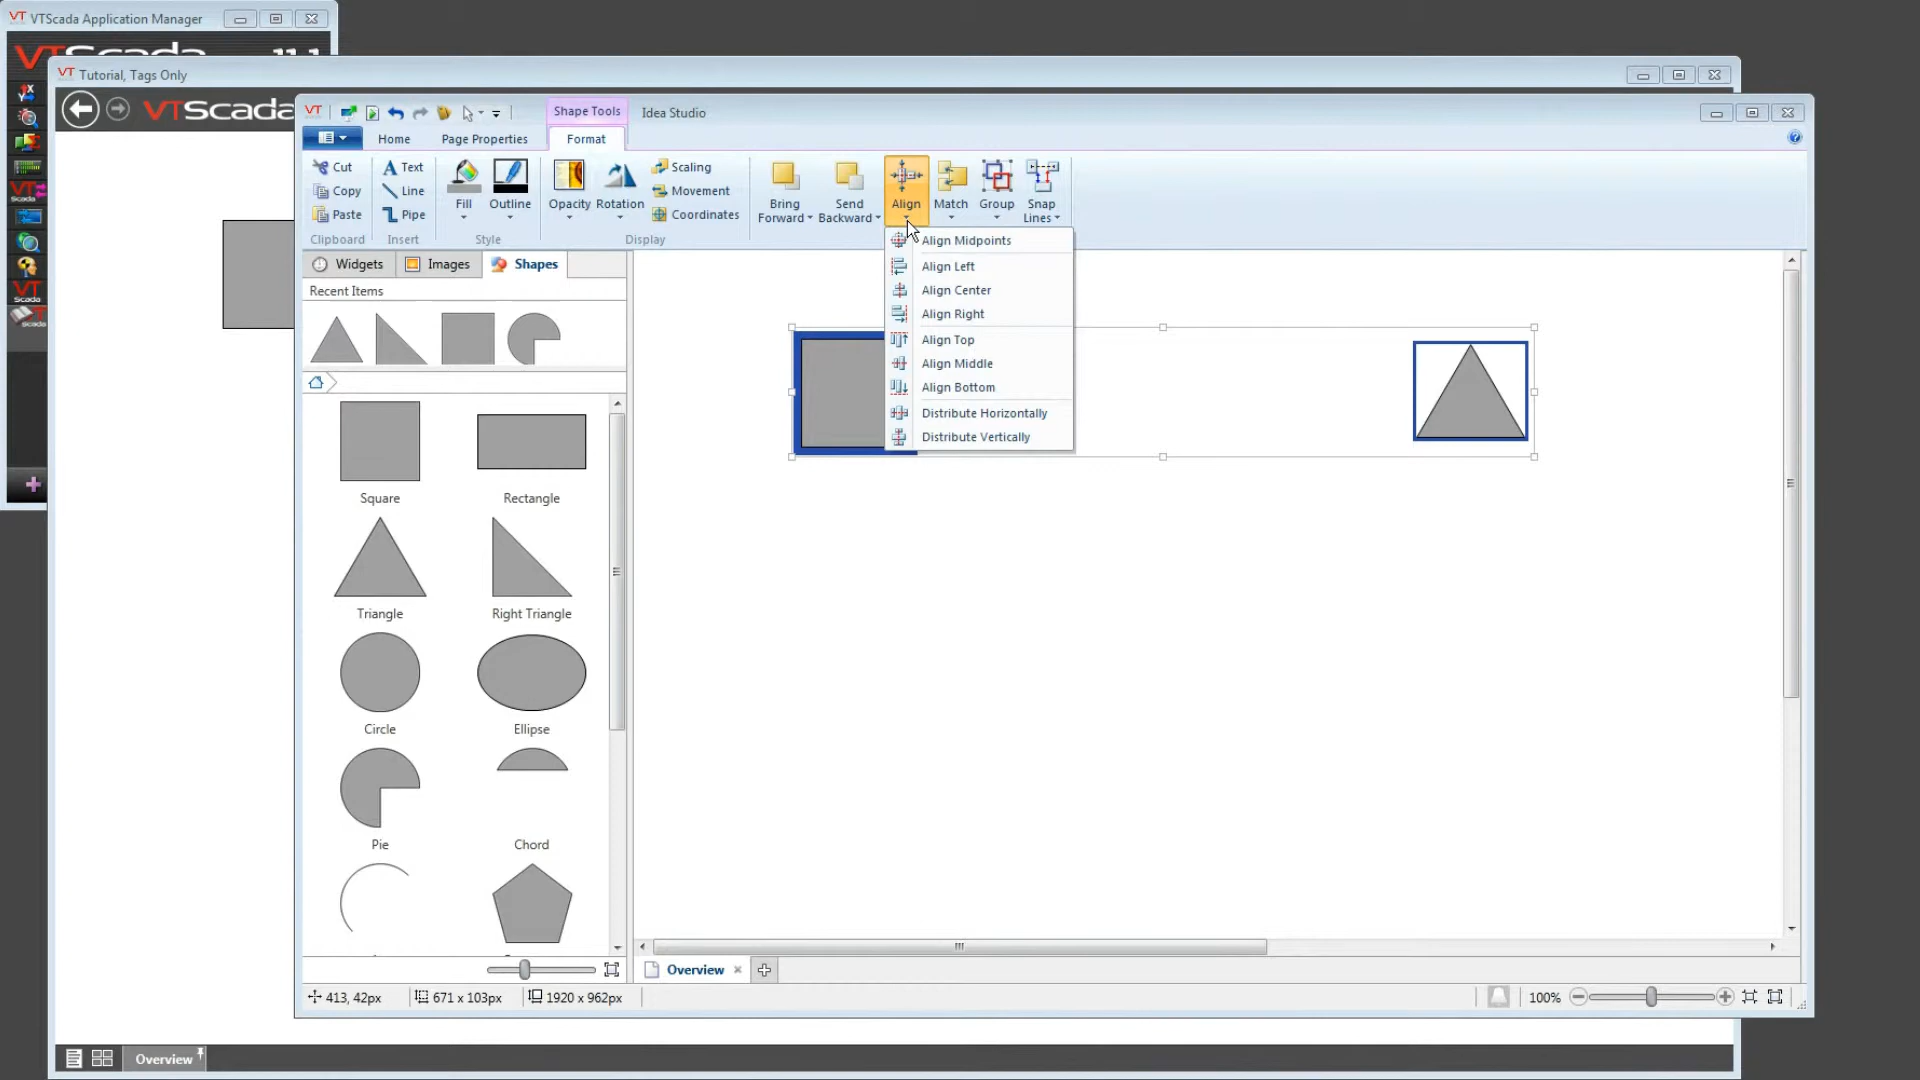 VTScada Application Manager
VTScada
Tutorial, Tags Only
VTScada
Shape Tools
Idea Studio
Home
Page Properties
Format
Cut
Copy
Paste
Clipboard
Text
Line
Pipe
Insert
Fill
Outline
Style
Opacity
Rotation
Scaling
Movement
Coordinates
Display
Bring Forward
Send Backward
Align
Match
Group
Snap Lines
Align Midpoints
Align Left
Align Center
Align Right
Align Top
Align Middle
Align Bottom
Distribute Horizontally
Distribute Vertically
Widgets
Images
Shapes
Recent Items
Square
Rectangle
Triangle
Right Triangle
Circle
Ellipse
Pie
Chord
Overview
413, 42px
671 x 103px
1920 x 962px
100%
Overview